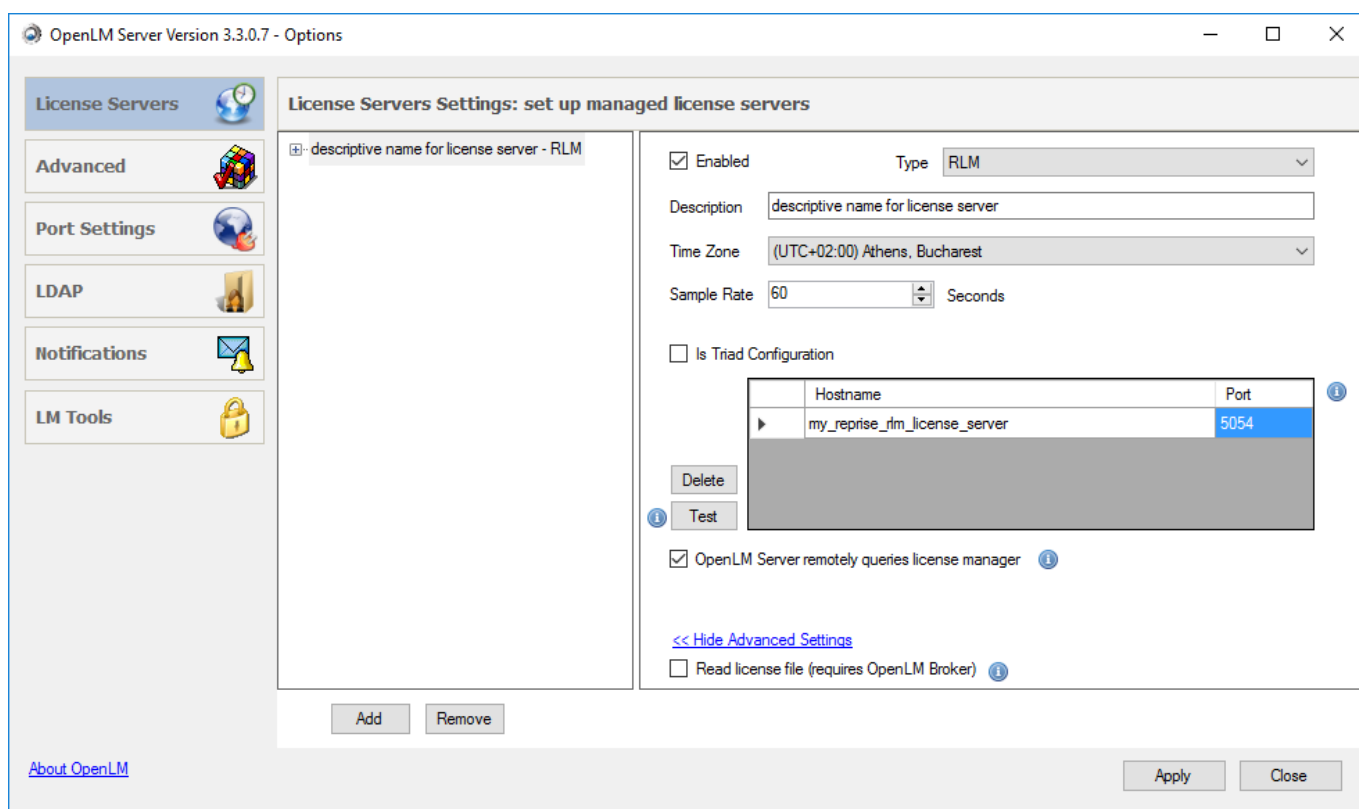 OpenLM Server Version 3.3.0.7 - Options
License Servers
Advanced
Port Settings
LDAP
Notifications
LM Tools
License Servers Settings: set up managed license servers
descriptive name for license server - RLM
Enabled Type RLM
Description descriptive name for license server
Time Zone (UTC+02:00) Athens, Bucharest
Sample Rate 60 Seconds
Is Triad Configuration
Hostname Port
my_reprise_rlm_license_server 5054
Delete
Test
OpenLM Server remotely queries license manager
<< Hide Advanced Settings
Read license file (requires OpenLM Broker)
Add Remove
About OpenLM
Apply Close